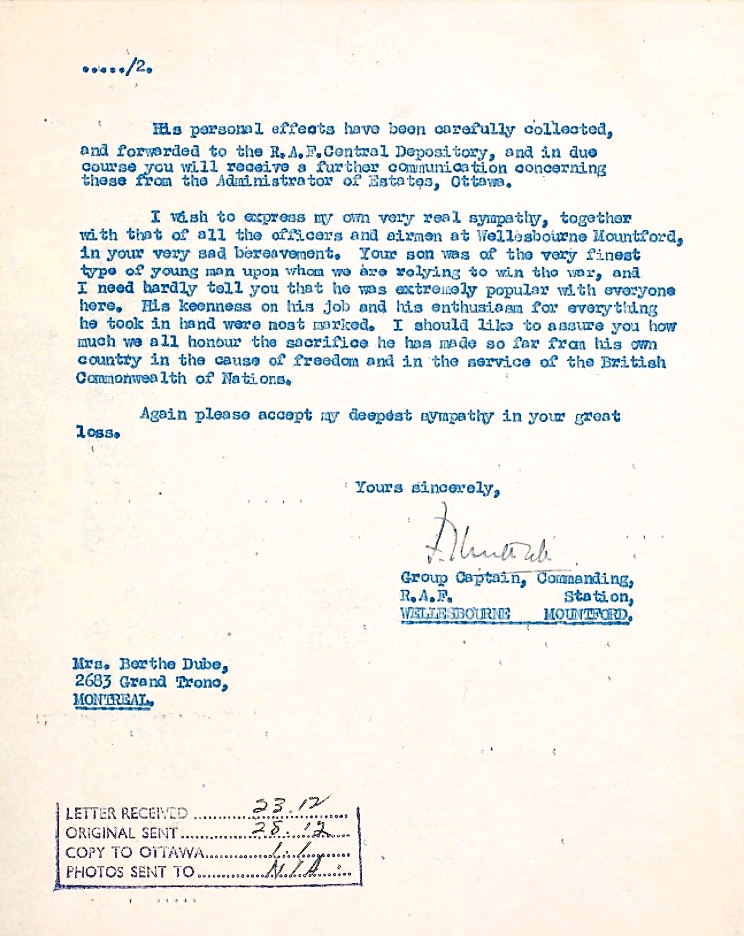 ...../2.
His personal effects have been carefully collected,
and forwarded to the R.A.F.Central Depository, and in due
course you will receive a further communication concerning
these from the Administrator of Estates, Ottawa.
I wish to express my own very real sympathy, together
with that of all the officers and airmen at Wellesbourne Mountford,
in your very sad bereavement. Your son was of the very finest
type of young man upon whom we are relying to win the war, and
I need hardly tell you that he was extremely popular with everyone
here. His keenness on his job and his enthusiasm for everything
he took in hand were most marked. I should like to assure you how
much we all honour the sacrifice he has made so far from his own
country in the cause of freedom and in the service of the British
Commonwealth of Nations.
Again please accept my deepest sympathy in your great
loss.
Yours sincerely,
Group Captain, Commanding,
R.A.F. Station,
WELLESBOURNE MOUNTFORD.
Mrs. Berthe Dube,
2683 Grand Trono,
MONTREAL.
LETTER RECEIVED ........ 23.12
ORIGINAL SENT ........ 28.12
COPY TO OTTAWA ........ 1.1
PHOTOS SENT TO ........ N/A